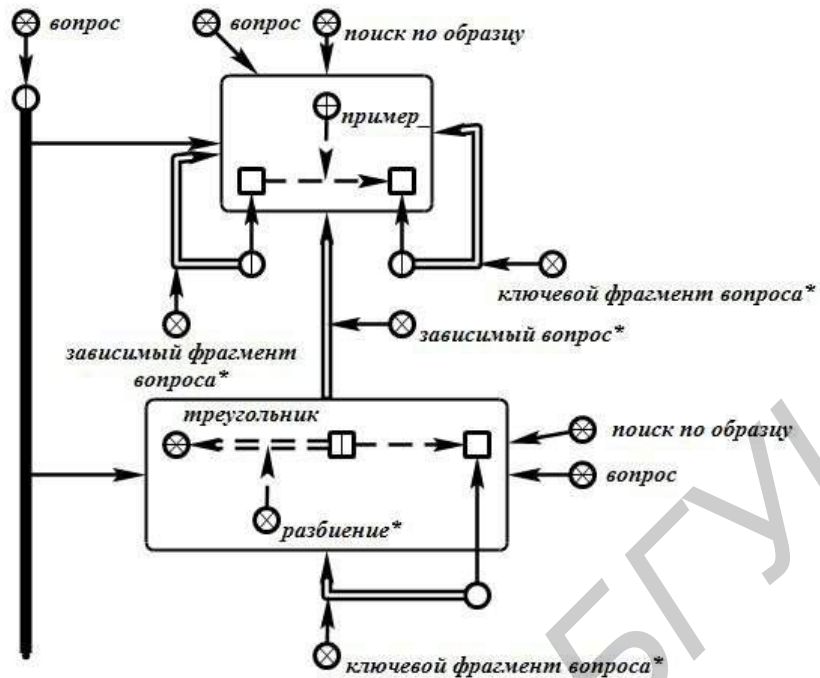 вопрос
вопрос
поиск по образцу
пример_
ключевой фрагмент вопроса*
зависимый вопрос*
зависимый фрагмент
вопроса*
треугольник
поиск по образцу
вопрос
разбиение*
ключевой фрагмент вопроса*
БГУИ